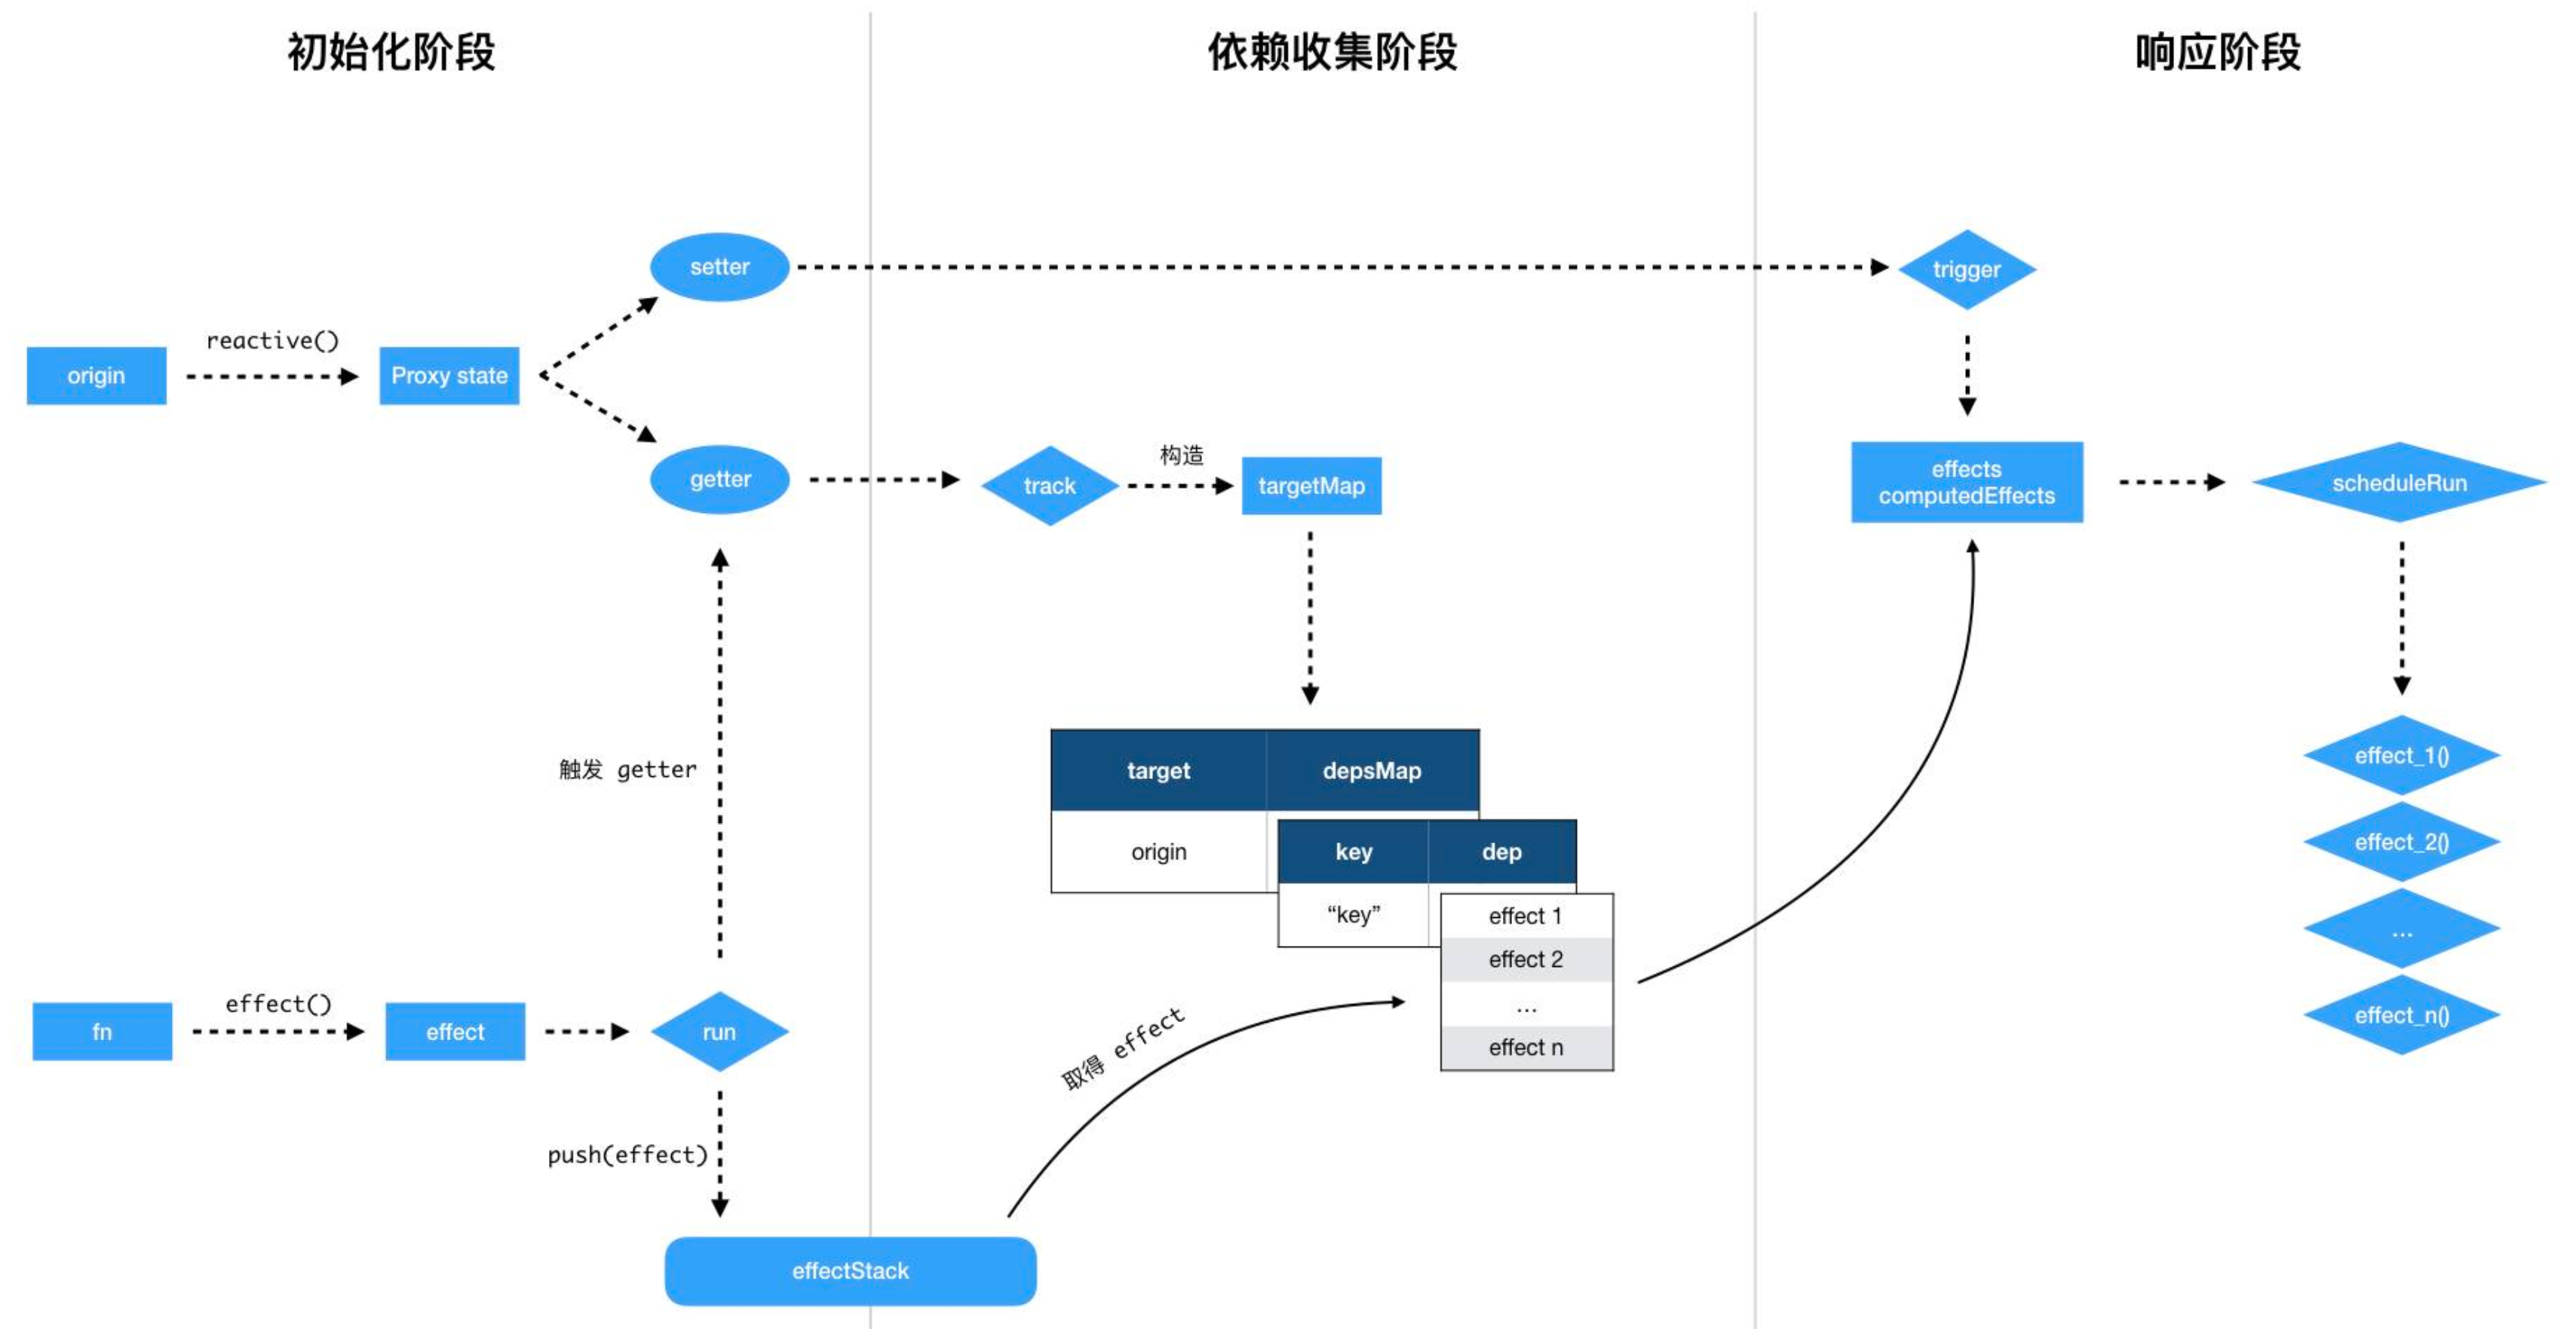 初始化阶段
依赖收集阶段
响应阶段
setter
trigger
reactive()
origin
Proxy state
getter
track
构造
targetMap
effects
computedEffects
scheduleRun
触发 getter
target
depsMap
origin
key
dep
“key”
effect 1
effect 2
...
effect n
effect_1()
effect_2()
...
effect_n()
fn
effect()
effect
run
取得 effect
push(effect)
effectStack